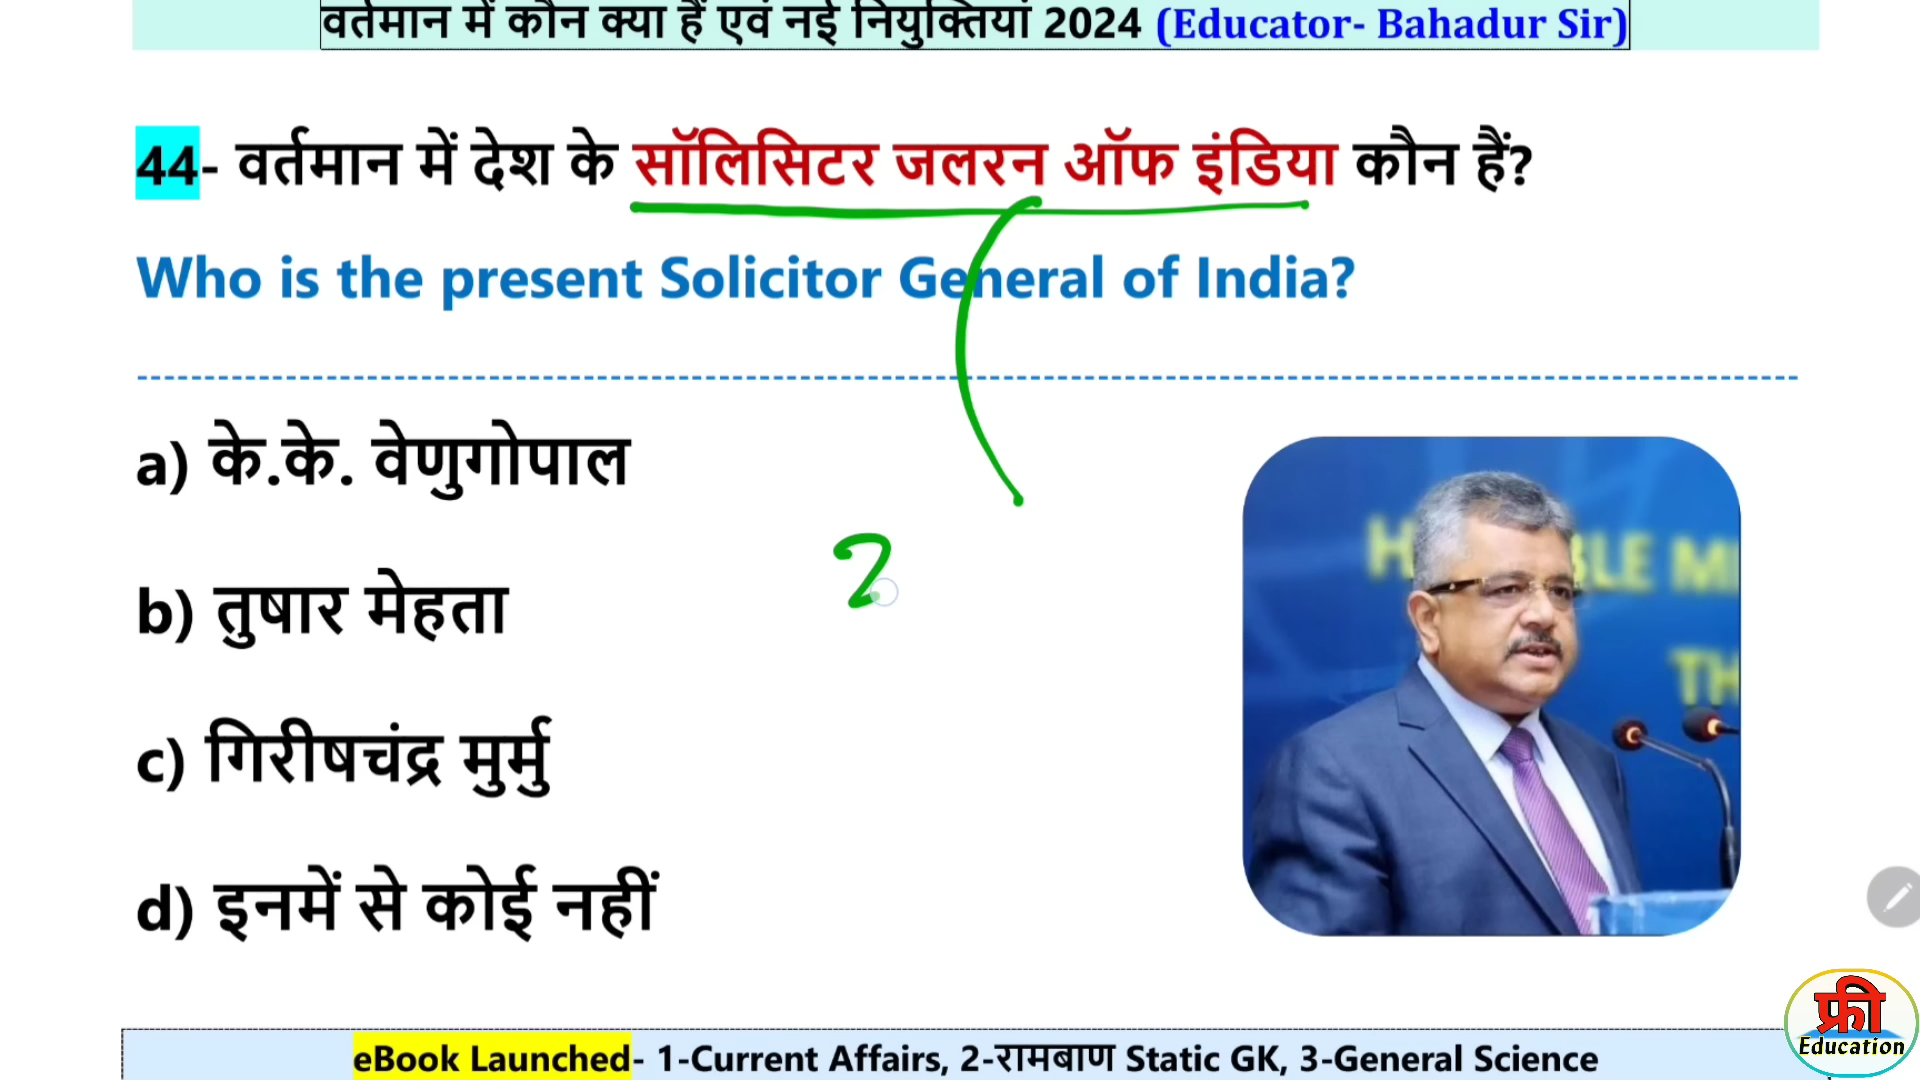 वर्तमान में कौन क्या हैं एवं नई नियुक्तियां 2024 (Educator- Bahadur Sir)
44- वर्तमान में देश के सॉलिसिटर जलरन ऑफ इंडिया कौन हैं?
Who is the present Solicitor General of India?
a) के.के. वेणुगोपाल
b) तुषार मेहता
c) गिरीषचंद्र मुर्मु
d) इनमें से कोई नहीं
2
eBook Launched- 1-Current Affairs, 2-रामबाण Static GK, 3-General Science
फ्री
Education